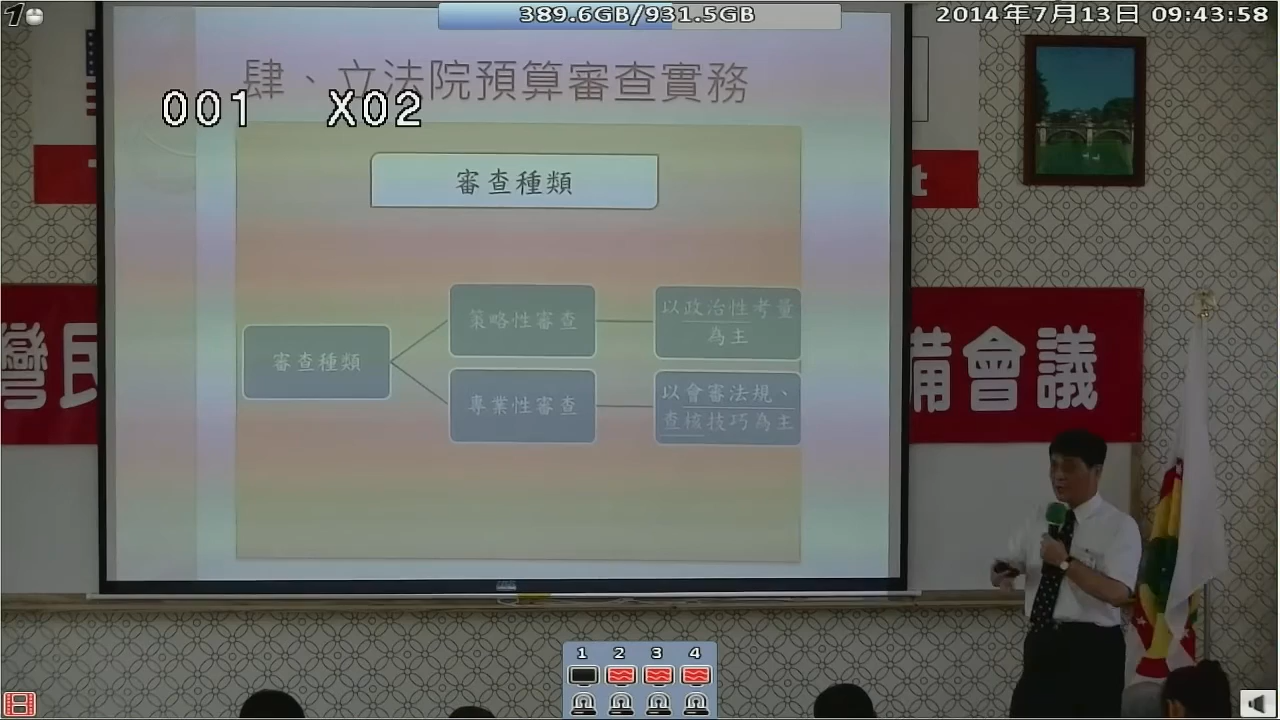 1
389.6GB/931.5GB
2014年7月13日 09:43:58
肆、立法院預算審查實務
001 X02
審查種類
t
審查種類
策略性審查
以政治性考量
為主
專業性審查
以會審法規、
查核技巧為主
灣民
備會議
1 2 3 4